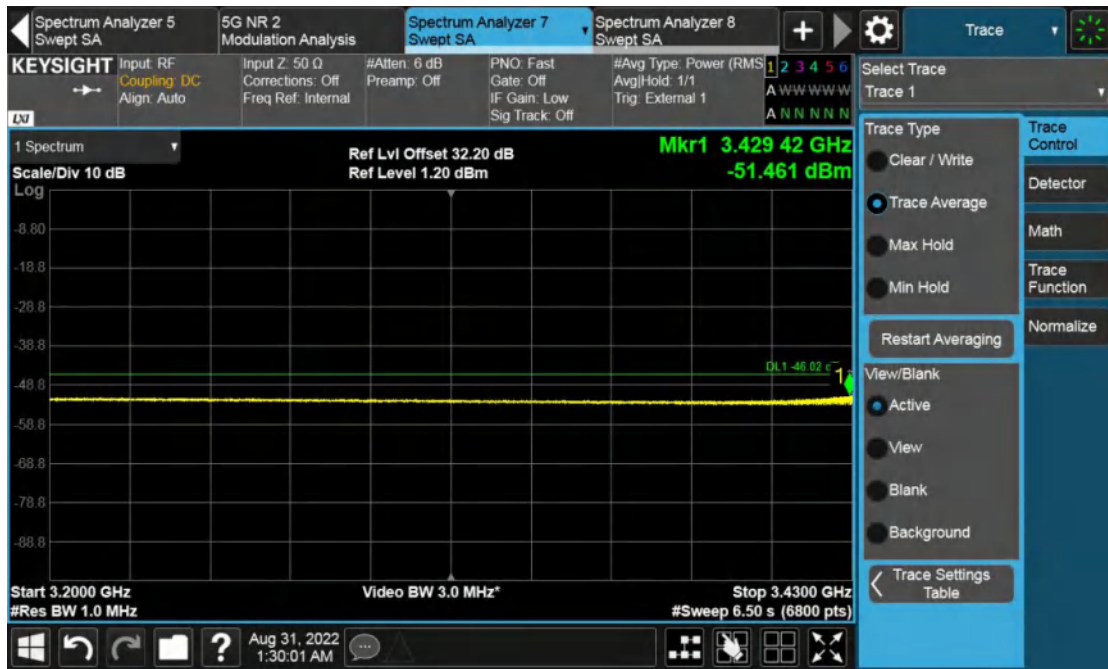 Spectrum Analyzer 5
Swept SA
5G NR 2
Modulation Analysis
Spectrum Analyzer 7
Swept SA
Spectrum Analyzer 8
Swept SA
+
Trace
KEYSIGHT
LXI
Input: RF
Coupling: DC
Align: Auto
Input Z: 50 Ω
Corrections: Off
Freq Ref: Internal
#Atten: 6 dB
Preamp: Off
PNO: Fast
Gate: Off
IF Gain: Low
Sig Track: Off
#Avg Type: Power (RMS
Avg|Hold: 1/1
Trig: External 1
1 2 3 4 5 6
A W W W W W
A N N N N N
Select Trace
Trace 1
1 Spectrum
Scale/Div 10 dB
Log
Ref Lvl Offset 32.20 dB
Ref Level 1.20 dBm
Mkr1 3.429 42 GHz
-51.461 dBm
-8.80
-18.8
-28.8
-38.8
-48.8
-58.8
-68.8
-78.8
-88.8
DL1 -46.02
1
Start 3.2000 GHz
#Res BW 1.0 MHz
Video BW 3.0 MHz*
Stop 3.4300 GHz
#Sweep 6.50 s (6800 pts)
Trace Type
Clear / Write
Trace Average
Max Hold
Min Hold
Restart Averaging
View/Blank
Active
View
Blank
Background
Trace Settings
Table
Trace
Control
Detector
Math
Trace
Function
Normalize
?
Aug 31, 2022
1:30:01 AM